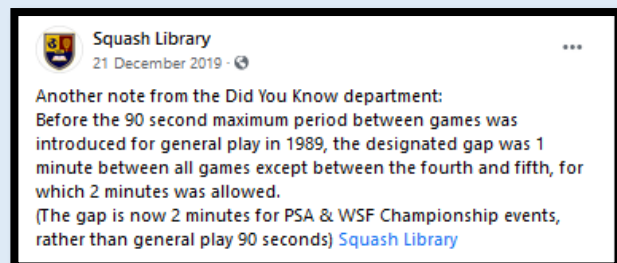 Squash Library
21 December 2019 ·
Another note from the Did You Know department:
Before the 90 second maximum period between games was
introduced for general play in 1989, the designated gap was 1
minute between all games except between the fourth and fifth, for
which 2 minutes was allowed.
(The gap is now 2 minutes for PSA & WSF Championship events,
rather than general play 90 seconds) Squash Library